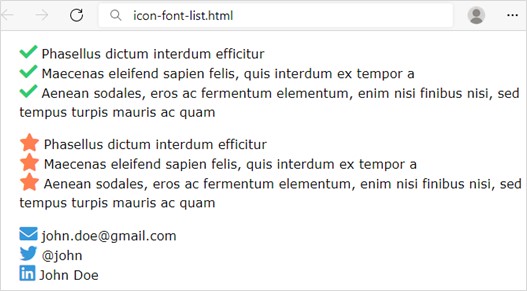 icon-font-list.html
Phasellus dictum interdum efficitur
Maecenas eleifend sapien felis, quis interdum ex tempor a
Aenean sodales, eros ac fermentum elementum, enim nisi finibus nisi, sed
tempus turpis mauris ac quam
Phasellus dictum interdum efficitur
Maecenas eleifend sapien felis, quis interdum ex tempor a
Aenean sodales, eros ac fermentum elementum, enim nisi finibus nisi, sed
tempus turpis mauris ac quam
john.doe@gmail.com
@john
John Doe